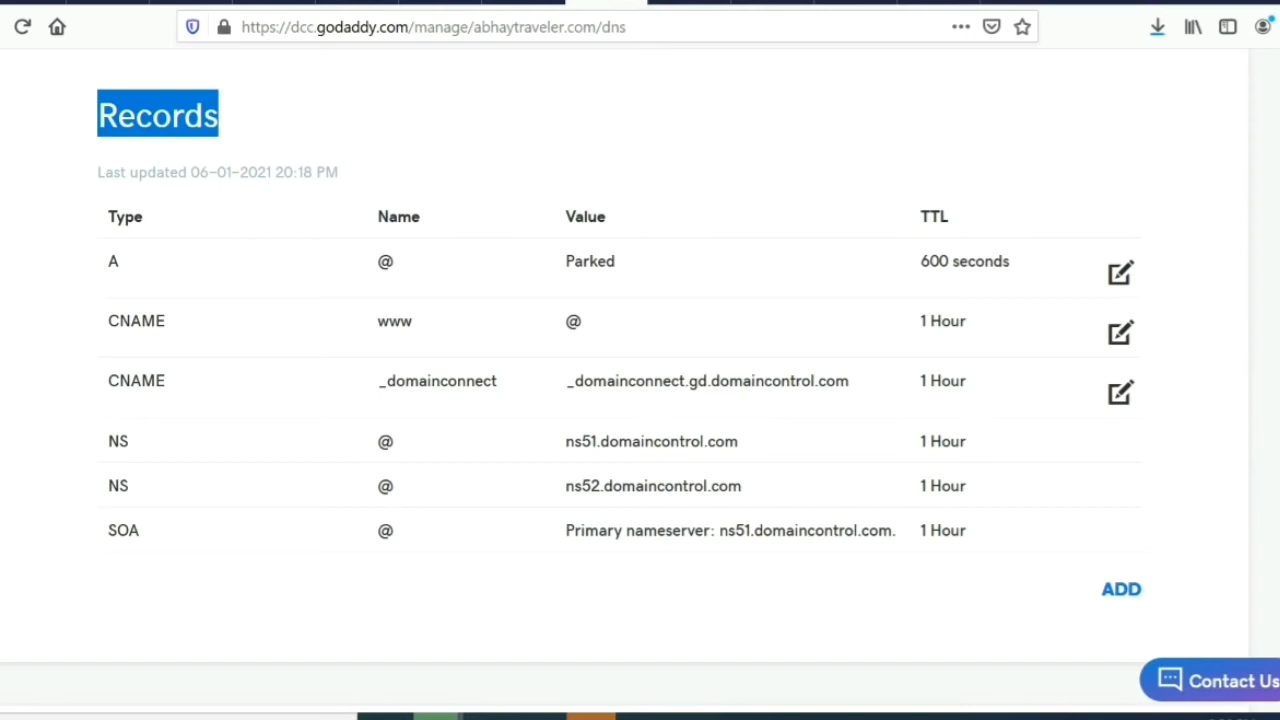 https://dcc.godaddy.com/manage/abhaytraveler.com/dns
Records
Last updated 06-01-2021 20:18 PM
Type Name Value TTL
A @ Parked 600 seconds
CNAME www @ 1 Hour
CNAME _domainconnect _domainconnect.gd.domaincontrol.com 1 Hour
NS @ ns51.domaincontrol.com 1 Hour
NS @ ns52.domaincontrol.com 1 Hour
SOA @ Primary nameserver: ns51.domaincontrol.com. 1 Hour
ADD
Contact Us